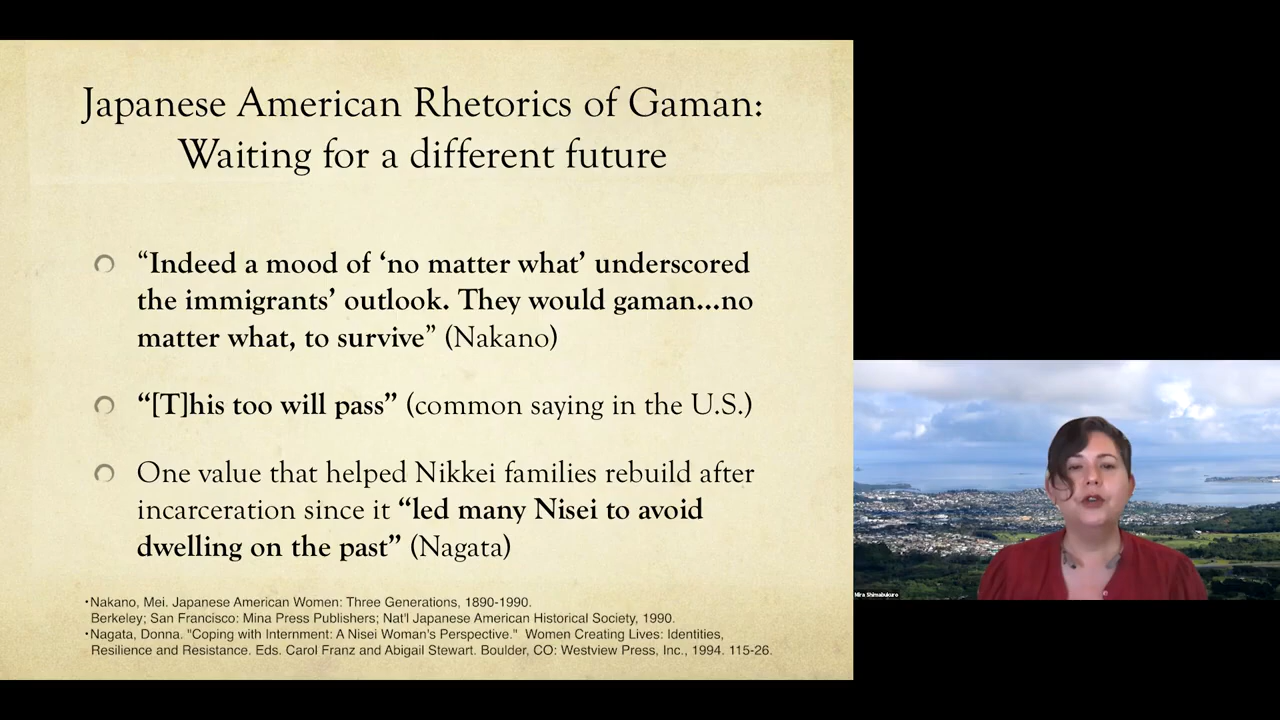 Japanese American Rhetorics of Gaman:
Waiting for a different future
“Indeed a mood of ‘no matter what’ underscored
the immigrants’ outlook. They would gaman...no
matter what, to survive” (Nakano)
“[T]his too will pass” (common saying in the U.S.)
One value that helped Nikkei families rebuild after
incarceration since it “led many Nisei to avoid
dwelling on the past” (Nagata)
•Nakano, Mei. Japanese American Women: Three Generations, 1890-1990.
Berkeley; San Francisco: Mina Press Publishers; Nat'l Japanese American Historical Society, 1990.
•Nagata, Donna. "Coping with Internment: A Nisei Woman's Perspective." Women Creating Lives: Identities,
Resilience and Resistance. Eds. Carol Franz and Abigail Stewart. Boulder, CO: Westview Press, Inc., 1994. 115-26.
Mira Shimabukuro